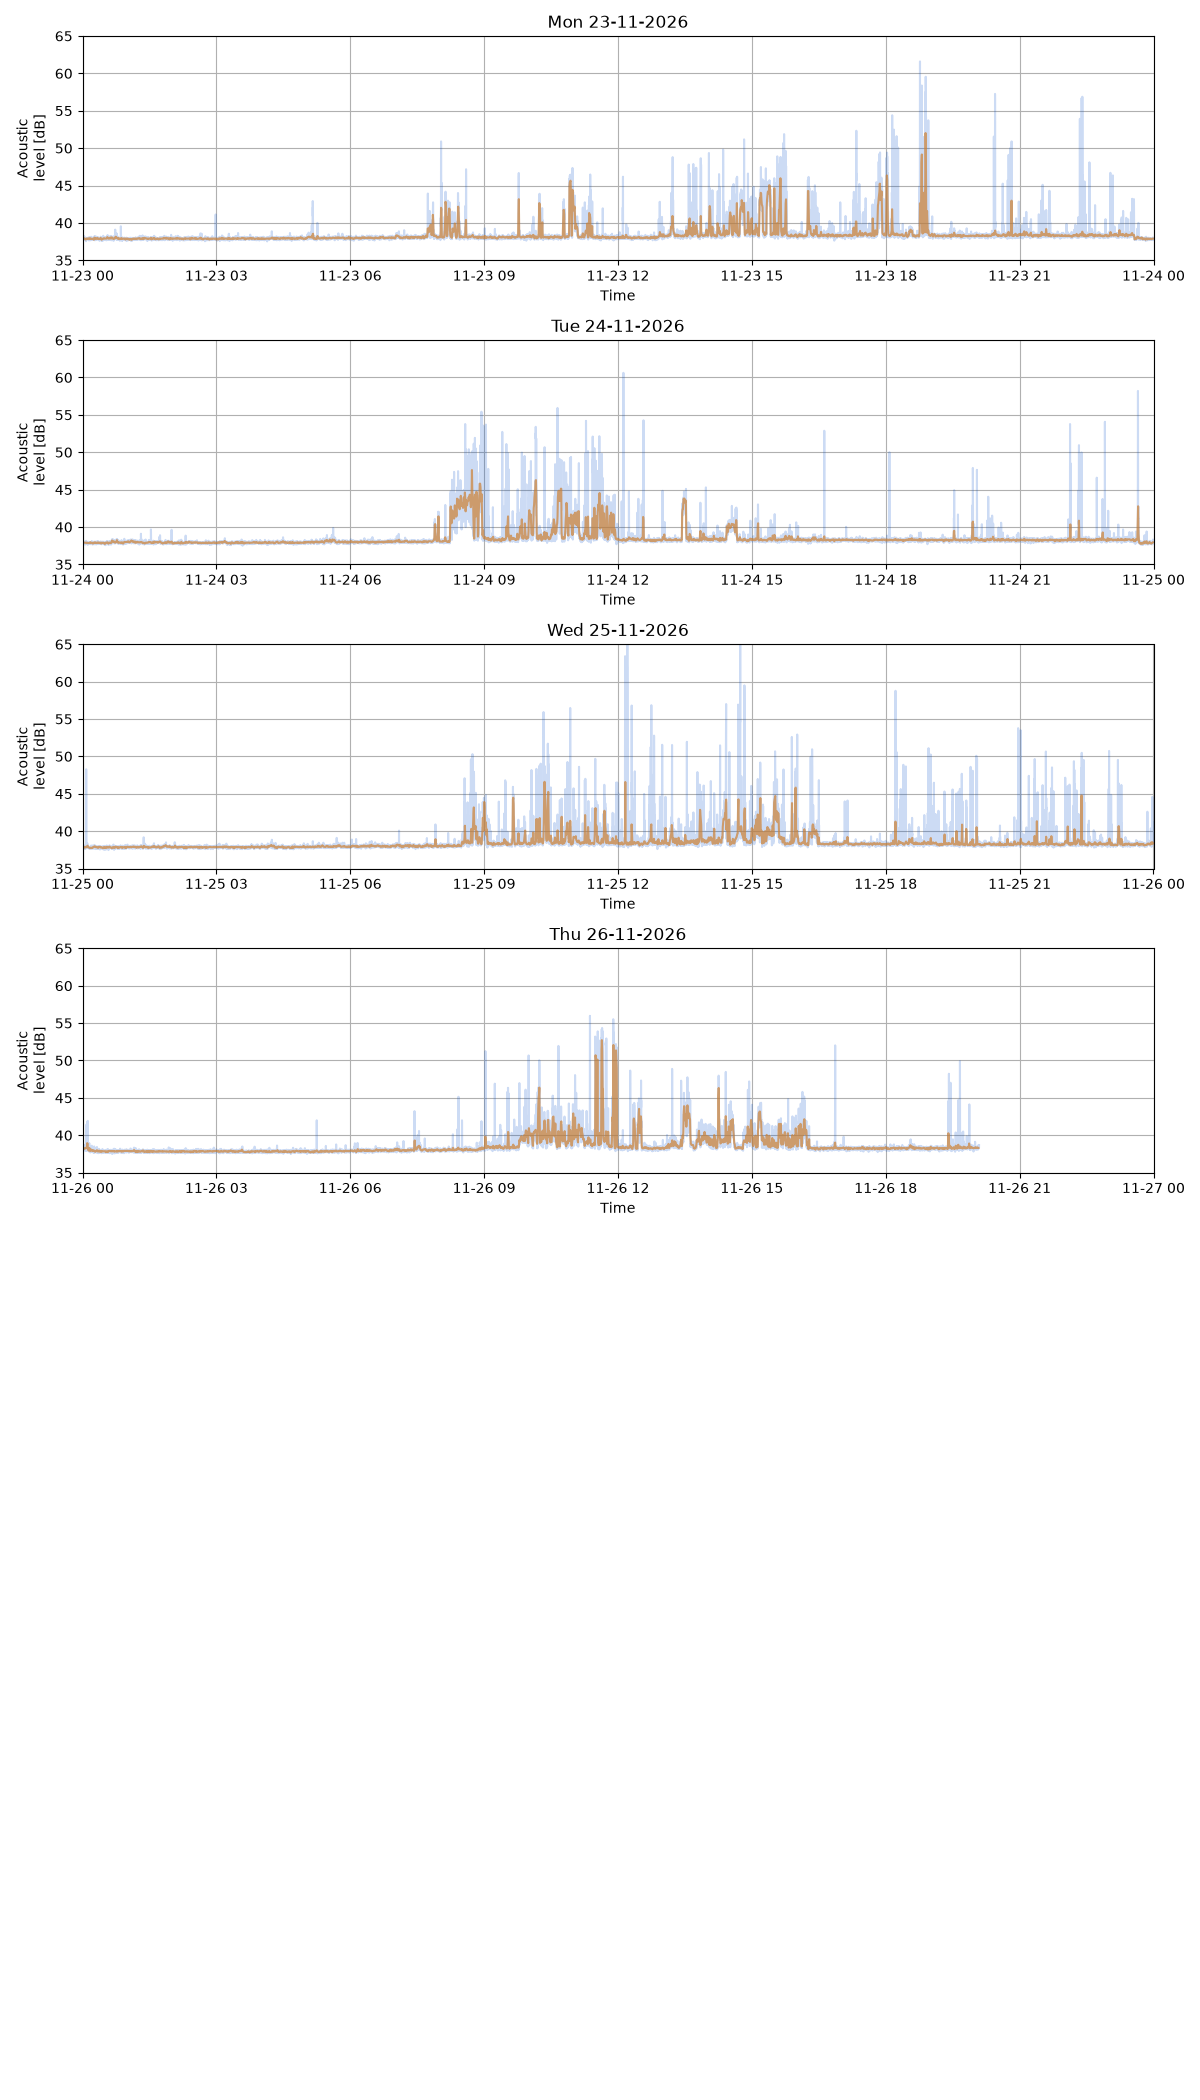 Mon 23-11-2026
65
60
55
50
45
40
35
Acoustic
level [dB]
11-23 00 11-23 03 11-23 06 11-23 09 11-23 12 11-23 15 11-23 18 11-23 21 11-24 00
Time
Tue 24-11-2026
65
60
55
50
45
40
35
Acoustic
level [dB]
11-24 00 11-24 03 11-24 06 11-24 09 11-24 12 11-24 15 11-24 18 11-24 21 11-25 00
Time
Wed 25-11-2026
65
60
55
50
45
40
35
Acoustic
level [dB]
11-25 00 11-25 03 11-25 06 11-25 09 11-25 12 11-25 15 11-25 18 11-25 21 11-26 00
Time
Thu 26-11-2026
65
60
55
50
45
40
35
Acoustic
level [dB]
11-26 00 11-26 03 11-26 06 11-26 09 11-26 12 11-26 15 11-26 18 11-26 21 11-27 00
Time